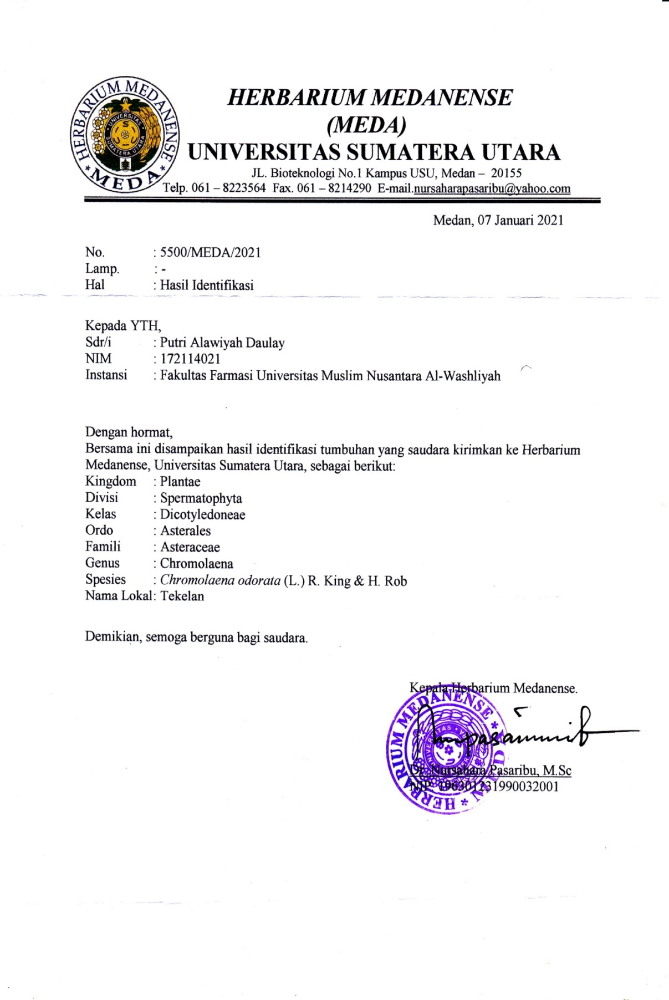 HERBARIUM MEDANENSE
MEDA
UNIVERSITAS
SUMATERA UTARA
HERBARIUM MEDANENSE
(MEDA)
UNIVERSITAS SUMATERA UTARA
JL. Bioteknologi No.1 Kampus USU, Medan – 20155
Telp. 061 – 8223564 Fax. 061 – 8214290 E-mail.nursaharapasaribu@yahoo.com
Medan, 07 Januari 2021
No. : 5500/MEDA/2021
Lamp. : -
Hal : Hasil Identifikasi
Kepada YTH,
Sdr/i : Putri Alawiyah Daulay
NIM : 172114021
Instansi : Fakultas Farmasi Universitas Muslim Nusantara Al-Washliyah
Dengan hormat,
Bersama ini disampaikan hasil identifikasi tumbuhan yang saudara kirimkan ke Herbarium
Medanense, Universitas Sumatera Utara, sebagai berikut:
Kingdom : Plantae
Divisi : Spermatophyta
Kelas : Dicotyledoneae
Ordo : Asterales
Famili : Asteraceae
Genus : Chromolaena
Spesies : Chromolaena odorata (L.) R. King & H. Rob
Nama Lokal: Tekelan
Demikian, semoga berguna bagi saudara.
Kepala Herbarium Medanense.
HERBARIUM MEDANENSE
Dr. Nursahara Pasaribu, M.Sc
NIP. 196301231990032001